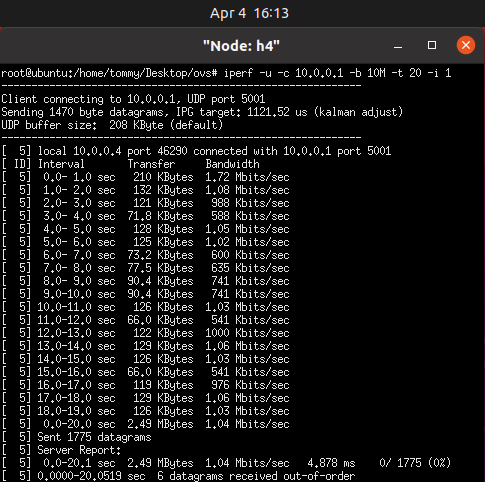 Apr 4 16:13
"Node: h4"
root@ubuntu:/home/tommy/Desktop/ovs# iperf -u -c 10.0.0.1 -b 10M -t 20 -i 1
------------------------------------------------------------
Client connecting to 10.0.0.1, UDP port 5001
Sending 1470 byte datagrams, IPG target: 1121.52 us (kalman adjust)
UDP buffer size:  208 KByte (default)
------------------------------------------------------------
[  5] local 10.0.0.4 port 46290 connected with 10.0.0.1 port 5001
[ ID] Interval       Transfer     Bandwidth
[  5]  0.0- 1.0 sec   210 KBytes  1.72 Mbits/sec
[  5]  1.0- 2.0 sec   132 KBytes  1.08 Mbits/sec
[  5]  2.0- 3.0 sec   121 KBytes   988 Kbits/sec
[  5]  3.0- 4.0 sec  71.8 KBytes   588 Kbits/sec
[  5]  4.0- 5.0 sec   128 KBytes  1.05 Mbits/sec
[  5]  5.0- 6.0 sec   125 KBytes  1.02 Mbits/sec
[  5]  6.0- 7.0 sec  73.2 KBytes   600 Kbits/sec
[  5]  7.0- 8.0 sec  77.5 KBytes   635 Kbits/sec
[  5]  8.0- 9.0 sec  90.4 KBytes   741 Kbits/sec
[  5]  9.0-10.0 sec  90.4 KBytes   741 Kbits/sec
[  5] 10.0-11.0 sec   126 KBytes  1.03 Mbits/sec
[  5] 11.0-12.0 sec  66.0 KBytes   541 Kbits/sec
[  5] 12.0-13.0 sec   122 KBytes  1000 Kbits/sec
[  5] 13.0-14.0 sec   129 KBytes  1.06 Mbits/sec
[  5] 14.0-15.0 sec   126 KBytes  1.03 Mbits/sec
[  5] 15.0-16.0 sec  66.0 KBytes   541 Kbits/sec
[  5] 16.0-17.0 sec   119 KBytes   976 Kbits/sec
[  5] 17.0-18.0 sec   129 KBytes  1.06 Mbits/sec
[  5] 18.0-19.0 sec   126 KBytes  1.03 Mbits/sec
[  5]  0.0-20.0 sec  2.49 MBytes  1.04 Mbits/sec
[  5] Sent 1775 datagrams
[  5] Server Report:
[  5]  0.0-20.1 sec  2.49 MBytes  1.04 Mbits/sec   4.878 ms    0/ 1775 (0%)
[  5] 0.0000-20.0519 sec  6 datagrams received out-of-order